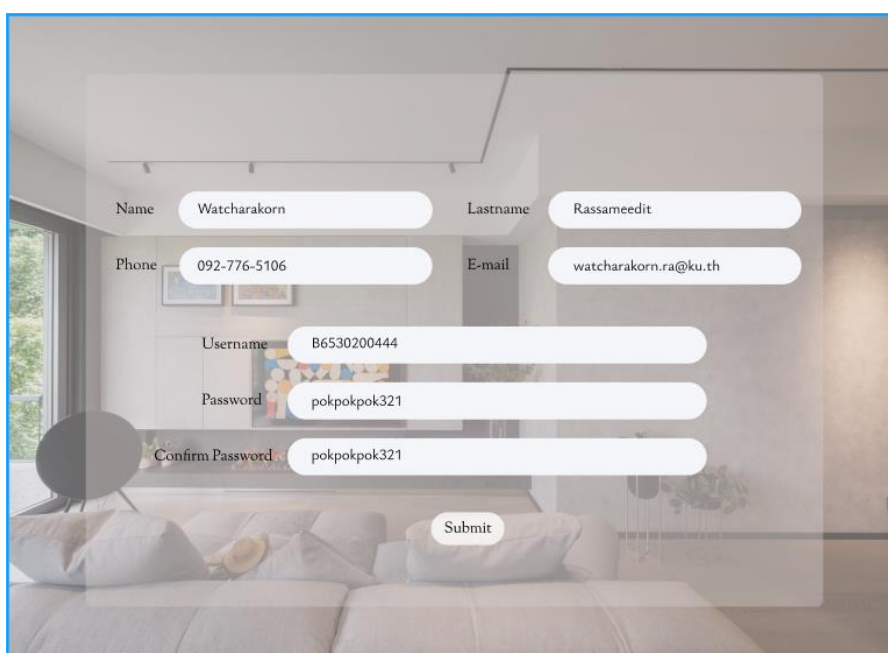 Name Watcharakorn Lastname Rassameedit
Phone 092-776-5106 E-mail watcharakorn.ra@ku.th
Username B6530200444
Password pokpokpok321
Confirm Password pokpokpok321
Submit